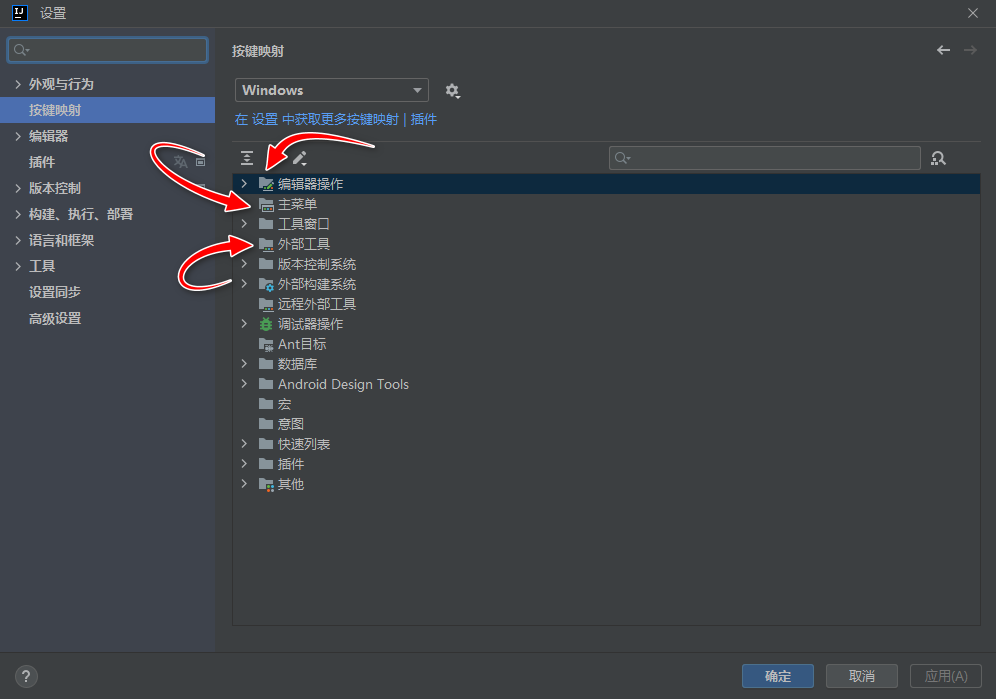 IJ 设置
外观与行为
按键映射
编辑器
插件
版本控制
构建、执行、部署
语言和框架
工具
设置同步
高级设置
按键映射
Windows
在 设置 中获取更多按键映射 | 插件
编辑器操作
主菜单
工具窗口
外部工具
版本控制系统
外部构建系统
远程外部工具
调试器操作
Ant目标
数据库
Android Design Tools
宏
意图
快速列表
插件
其他
?
确定
取消
应用(A)